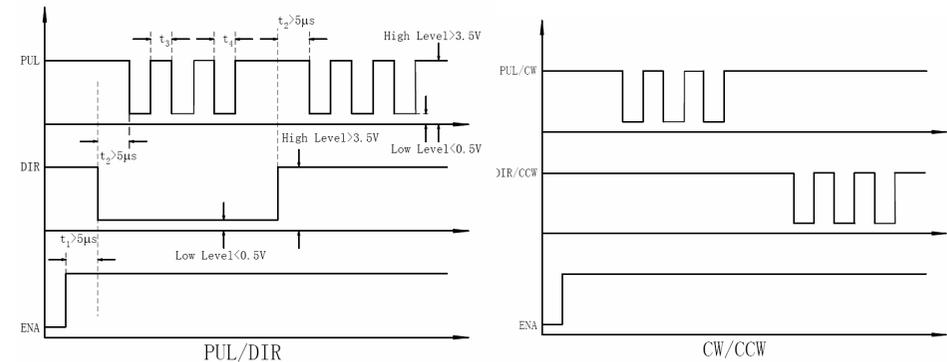 t2>5μs
t3
t4
High Level>3.5V
PUL
High Level>3.5V
Low Level<0.5V
t2>5μs
DIR
t1>5μs
Low Level<0.5V
ENA
PUL/DIR
PUL/CW
DIR/CCW
ENA
CW/CCW